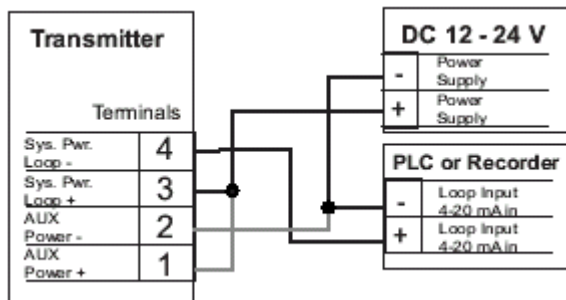 Transmitter
Terminals
Sys. Pwr.
Loop -
4
Sys. Pwr.
Loop +
3
AUX
Power -
2
AUX
Power +
1
DC 12 - 24 V
-
Power
Supply
+
Power
Supply
PLC or Recorder
-
Loop Input
4-20 mA in
+
Loop Input
4-20 mA in